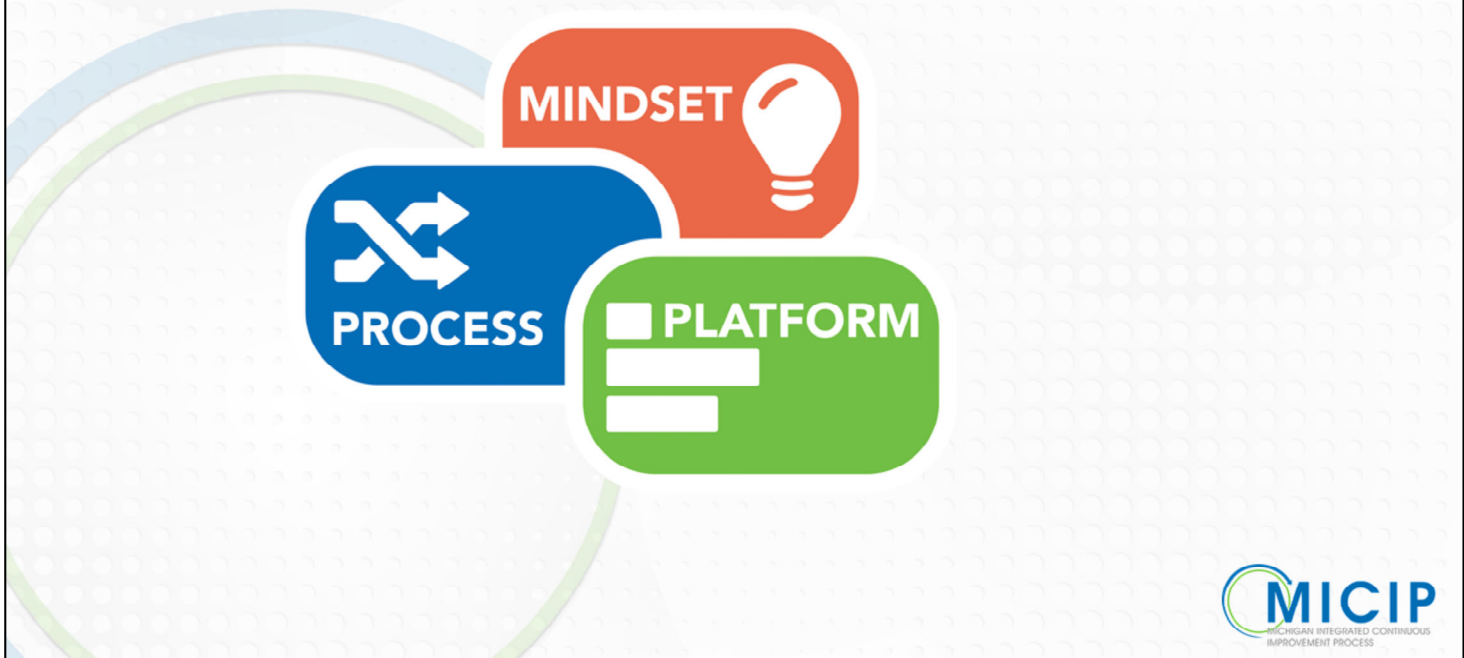 MINDSET
PROCESS
PLATFORM
MICIP
MICHIGAN INTEGRATED CONTINUOUS
IMPROVEMENT PROCESS